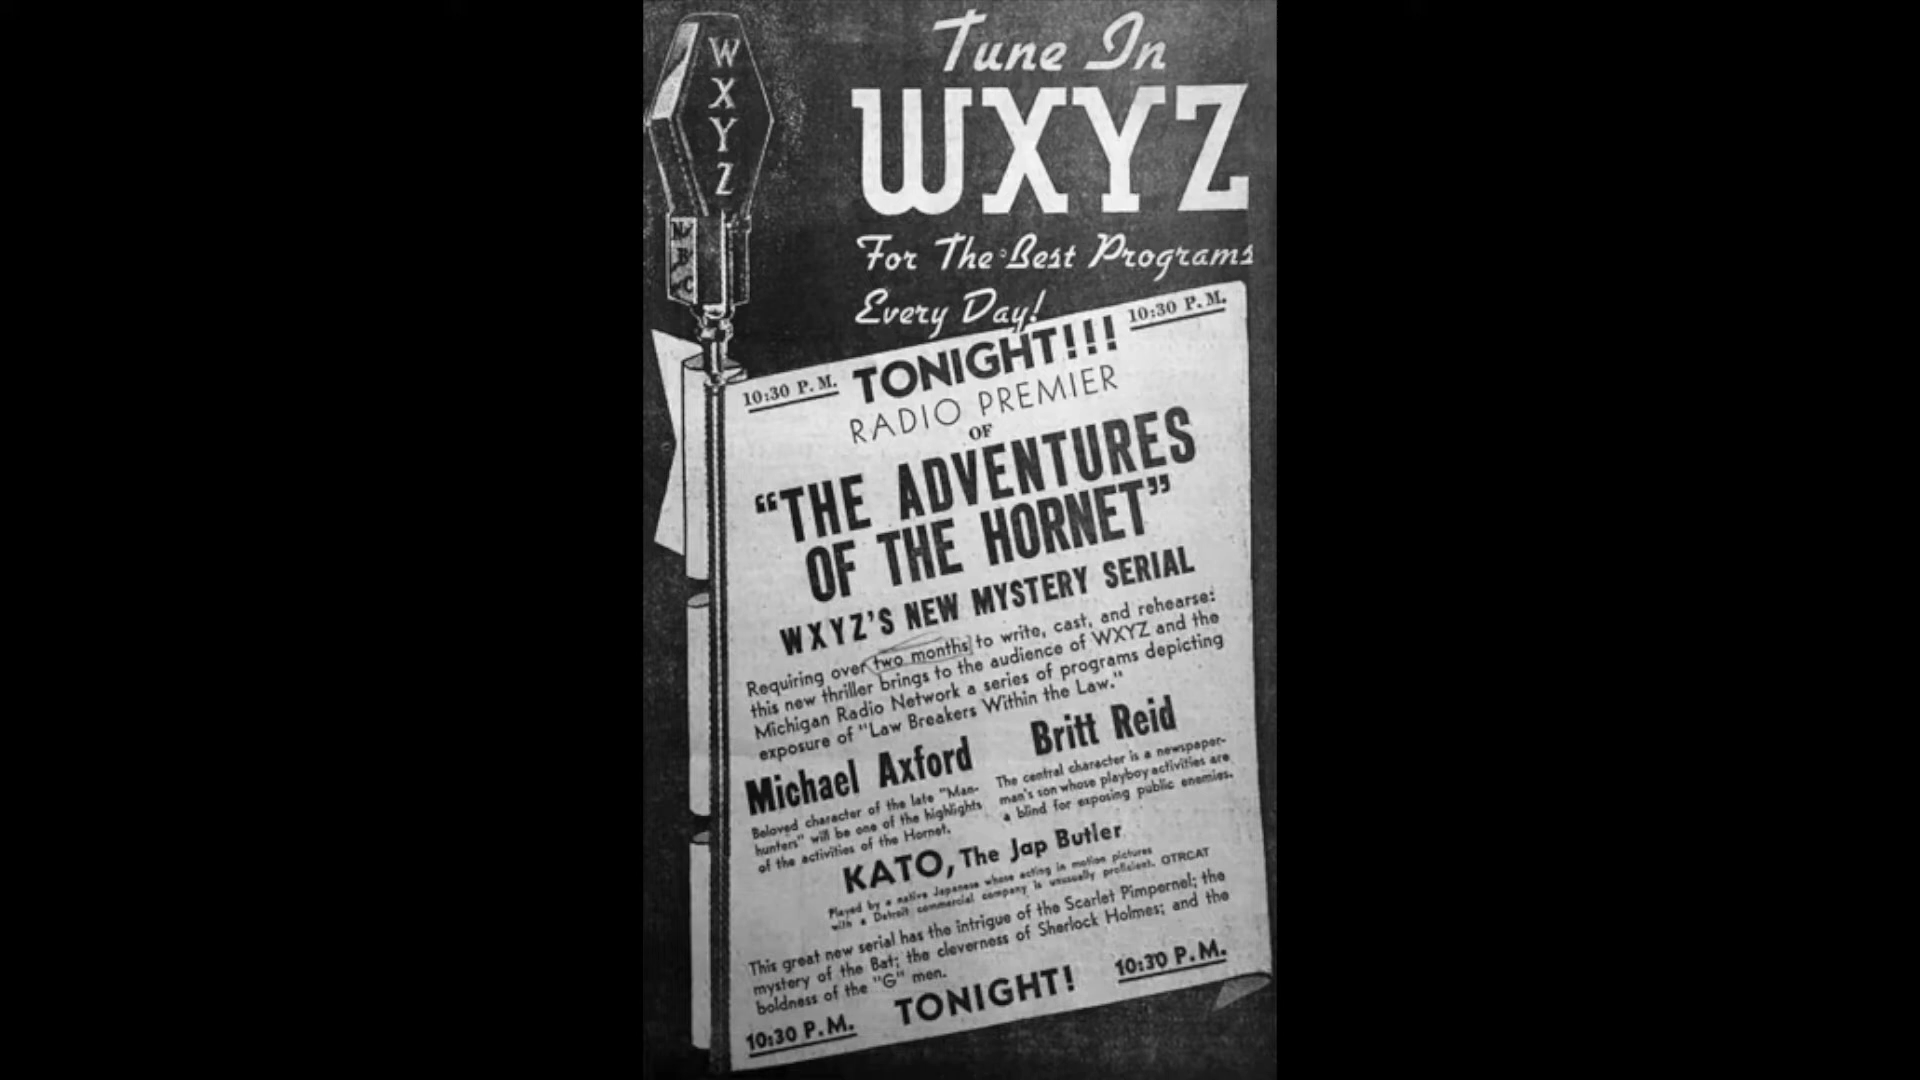 W
X
Y
Z
N
B
C
Tune In
WXYZ
For The Best Programs
Every Day!
10:30 P.M.
10:30 P.M.
TONIGHT!!!
RADIO PREMIER
OF
"THE ADVENTURES
OF THE HORNET"
WXYZ'S NEW MYSTERY SERIAL
Requiring over two months to write, cast, and rehearse:
this new thriller brings to the audience of WXYZ and the
Michigan Radio Network a series of programs depicting
exposure of "Law Breakers Within the Law."
Michael Axford
Beloved character of the late "Man-
hunters" will be one of the highlights
of the activities of the Hornet.
Britt Reid
The central character is a newspaper-
man's son whose playboy activities are
a blind for exposing public enemies.
KATO, The Jap Butler
Played by a native Japanese whose acting in motion pictures
with a Detroit commercial company is unusually proficient. OTRCAT
This great new serial has the intrigue of the Scarlet Pimpernel; the
mystery of the Bat; the cleverness of Sherlock Holmes; and the
boldness of the "G" men.
10:30 P.M.
TONIGHT!
10:30 P.M.